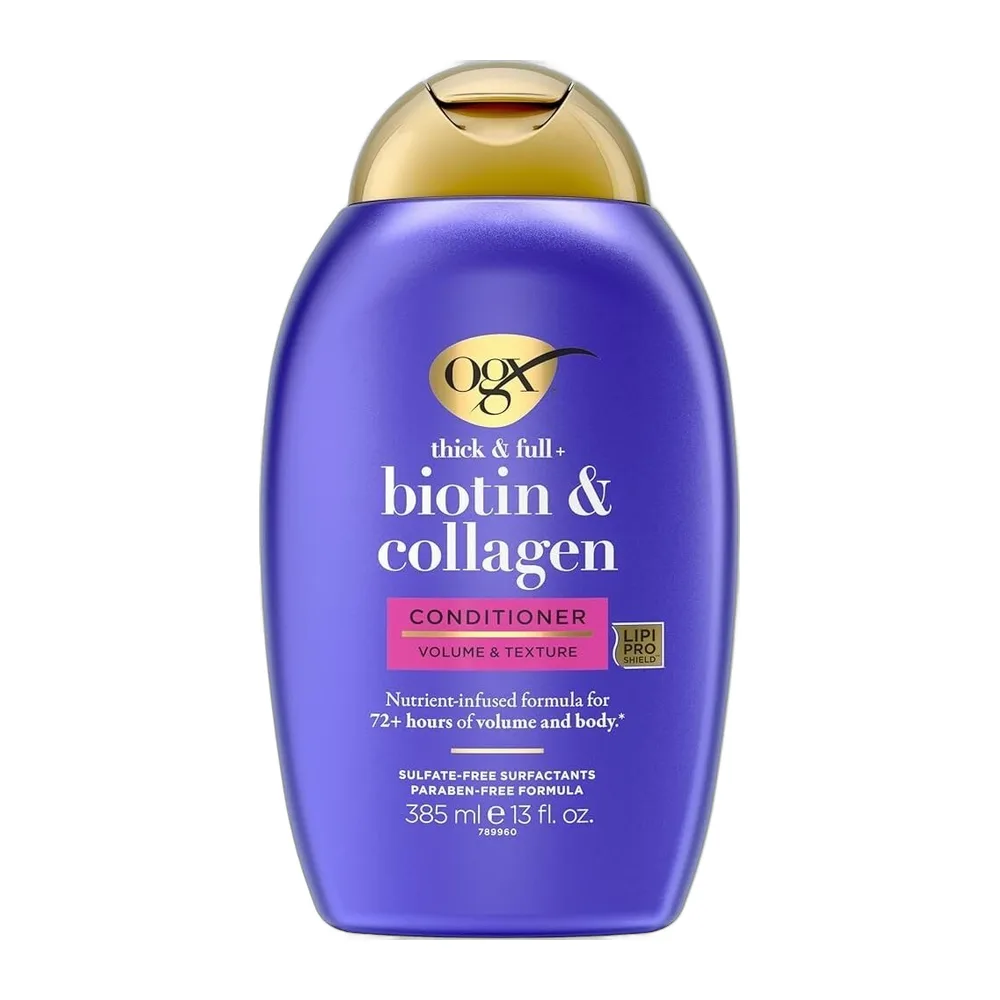 ogx
thick & full+
biotin &
collagen
CONDITIONER
VOLUME & TEXTURE
LIPI
PRO
SHIELD™
Nutrient-infused formula for
72+ hours of volume and body.*
SULFATE-FREE SURFACTANTS
PARABEN-FREE FORMULA
385 ml ℮ 13 fl. oz.
789960